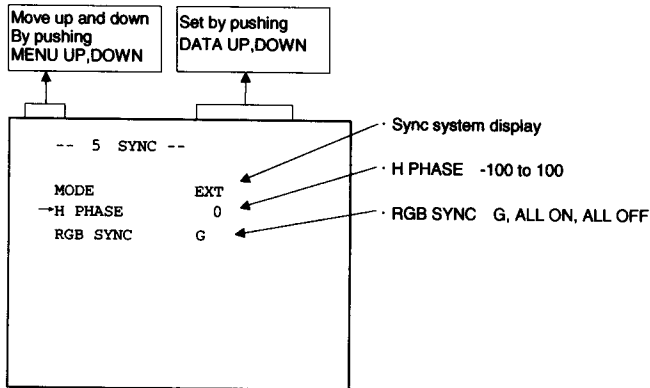 Move up and down
By pushing
MENU UP,DOWN
Set by pushing
DATA UP,DOWN
-- 5 SYNC --
MODE EXT
→H PHASE 0
RGB SYNC G
· Sync system display
· H PHASE -100 to 100
· RGB SYNC G, ALL ON, ALL OFF